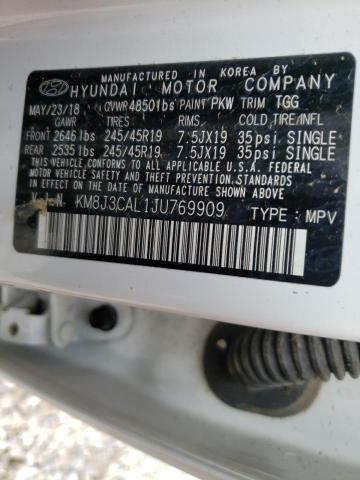 MANUFACTURED IN KOREA BY
HYUNDAI MOTOR COMPANY
MAY/23/18 GVWR 4850lbs PAINT PKW TRIM TGG
GAWR TIRES RIMS COLD TIRE/INFL
FRONT 2646 lbs 245/45R19 7.5JX19 35psi SINGLE
REAR 2535 lbs 245/45R19 7.5JX19 35psi SINGLE
THIS VEHICLE CONFORMS TO ALL APPLICABLE U.S.A. FEDERAL
MOTOR VEHICLE SAFETY AND THEFT PREVENTION STANDARDS
IN EFFECT ON THE DATE OF MANUFACTURE SHOWN ABOVE.
V.I.N KM8J3CAL1JU769909 TYPE : MPV